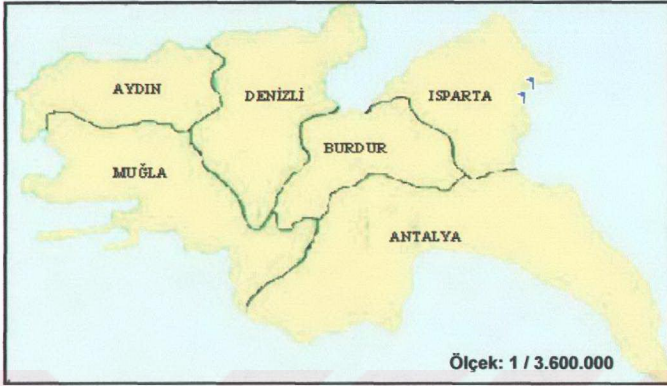 AYDIN
DENİZLİ
ISPARTA
BURDUR
MUĞLA
ANTALYA
Ölçek: 1 / 3.600.000